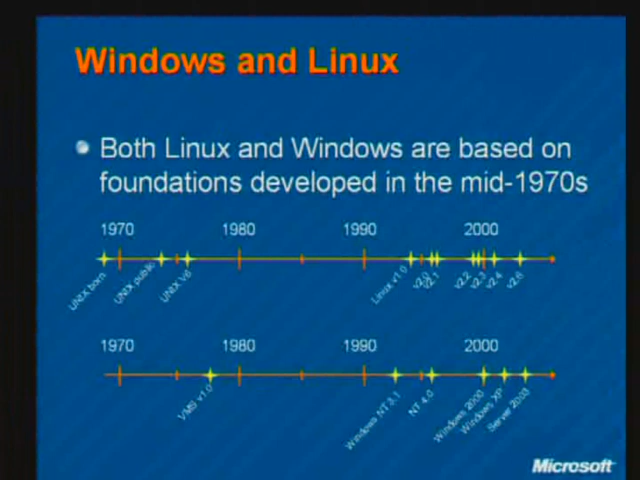 Windows and Linux
Both Linux and Windows are based on
foundations developed in the mid-1970s
1970 1980 1990 2000
UNIX born UNIX public UNIX V6 Linux v1.0 v2.0 v2.1 v2.2 v2.3 v2.4 v2.6
1970 1980 1990 2000
VMS v1.0 Windows NT 3.1 NT 4.0 Windows 2000 Windows XP Server 2003
Microsoft